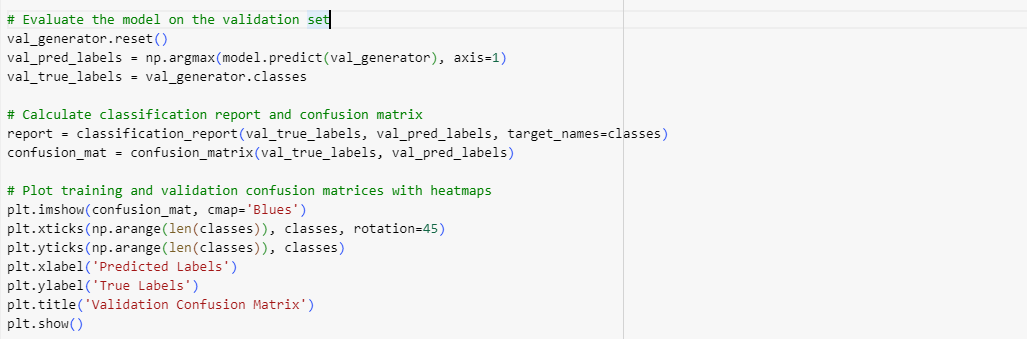 # Evaluate the model on the validation set
val_generator.reset()
val_pred_labels = np.argmax(model.predict(val_generator), axis=1)
val_true_labels = val_generator.classes
# Calculate classification report and confusion matrix
report = classification_report(val_true_labels, val_pred_labels, target_names=classes)
confusion_mat = confusion_matrix(val_true_labels, val_pred_labels)
# Plot training and validation confusion matrices with heatmaps
plt.imshow(confusion_mat, cmap='Blues')
plt.xticks(np.arange(len(classes)), classes, rotation=45)
plt.yticks(np.arange(len(classes)), classes)
plt.xlabel('Predicted Labels')
plt.ylabel('True Labels')
plt.title('Validation Confusion Matrix')
plt.show()